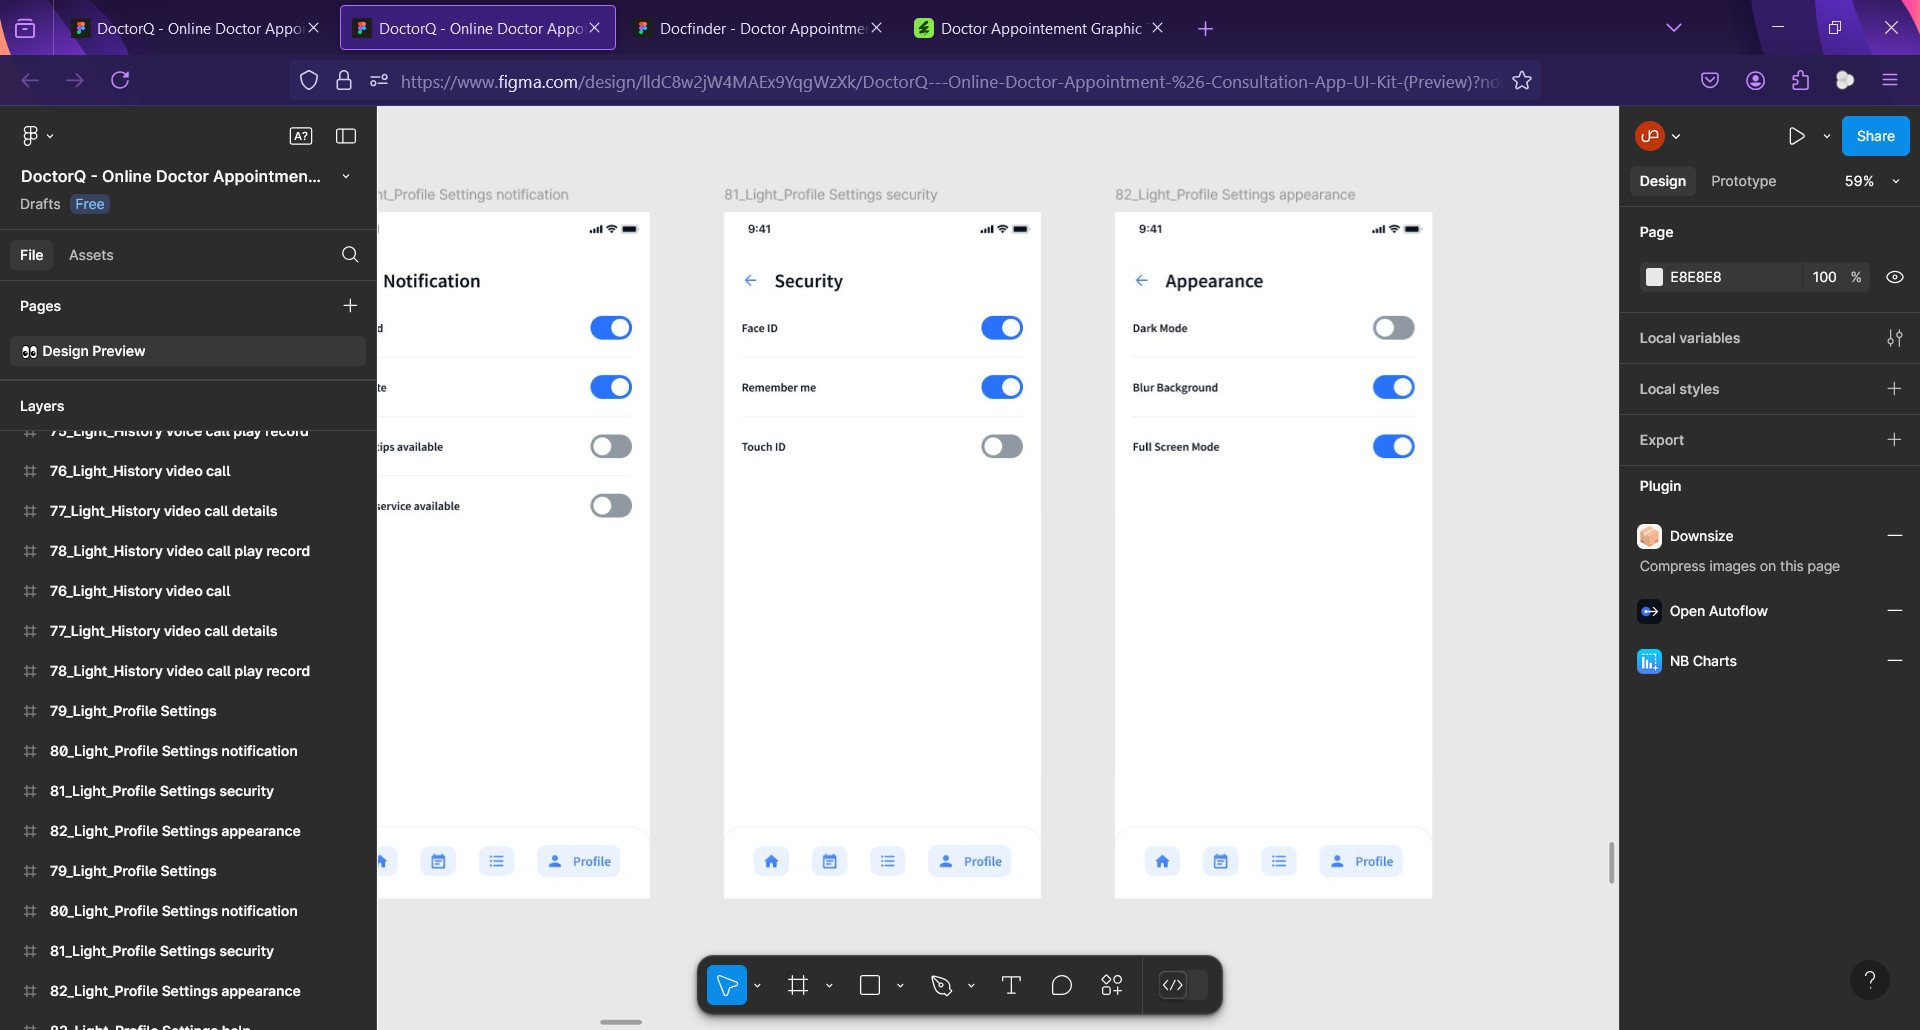 DoctorQ - Online Doctor Appoi
DoctorQ - Online Doctor Appo
Docfinder - Doctor Appointme
Doctor Appointement Graphic
https://www.figma.com/design/lldC8w2jW4MAEx9YqgWzXk/DoctorQ---Online-Doctor-Appointment-%26-Consultation-App-UI-Kit-(Preview)?no
A?
DoctorQ - Online Doctor Appointmen...
Drafts Free
File Assets
Pages
Design Preview
Layers
75_Light_History voice call play record
76_Light_History video call
77_Light_History video call details
78_Light_History video call play record
76_Light_History video call
77_Light_History video call details
78_Light_History video call play record
79_Light_Profile Settings
80_Light_Profile Settings notification
81_Light_Profile Settings security
82_Light_Profile Settings appearance
79_Light_Profile Settings
80_Light_Profile Settings notification
81_Light_Profile Settings security
82_Light_Profile Settings appearance
83_Light_Profile Settings help
ht_Profile Settings notification
Notification
d
te
tips available
service available
Profile
81_Light_Profile Settings security
9:41
Security
Face ID
Remember me
Touch ID
Profile
82_Light_Profile Settings appearance
9:41
Appearance
Dark Mode
Blur Background
Full Screen Mode
Profile
ص
Share
Design Prototype 59%
Page
E8E8E8 100 %
Local variables
Local styles
Export
Plugin
Downsize
Compress images on this page
Open Autoflow
NB Charts
?